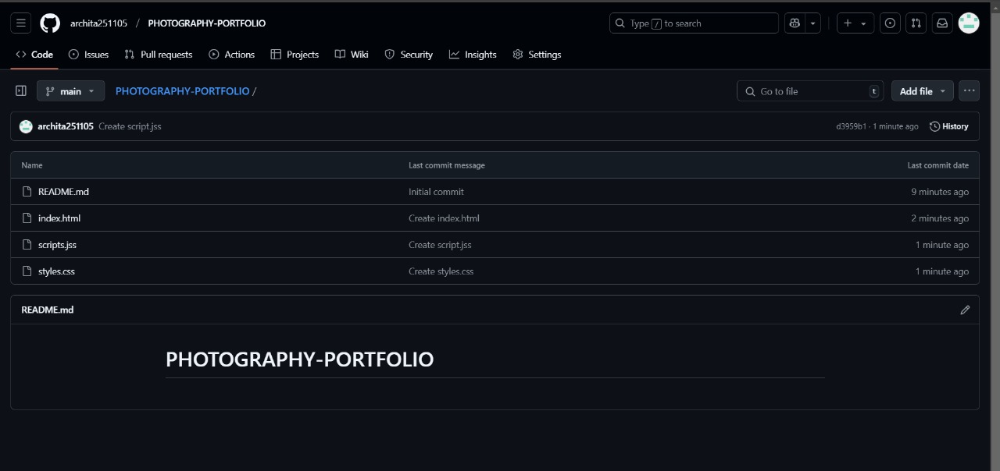 archita251105 / PHOTOGRAPHY-PORTFOLIO Type / to search
Code Issues Pull requests Actions Projects Wiki Security Insights Settings
main PHOTOGRAPHY-PORTFOLIO / Go to file t Add file
archita251105 Create script.jss d3959b1 · 1 minute ago History
Name Last commit message Last commit date
README.md Initial commit 9 minutes ago
index.html Create index.html 2 minutes ago
scripts.jss Create script.jss 1 minute ago
styles.css Create styles.css 1 minute ago
README.md
PHOTOGRAPHY-PORTFOLIO